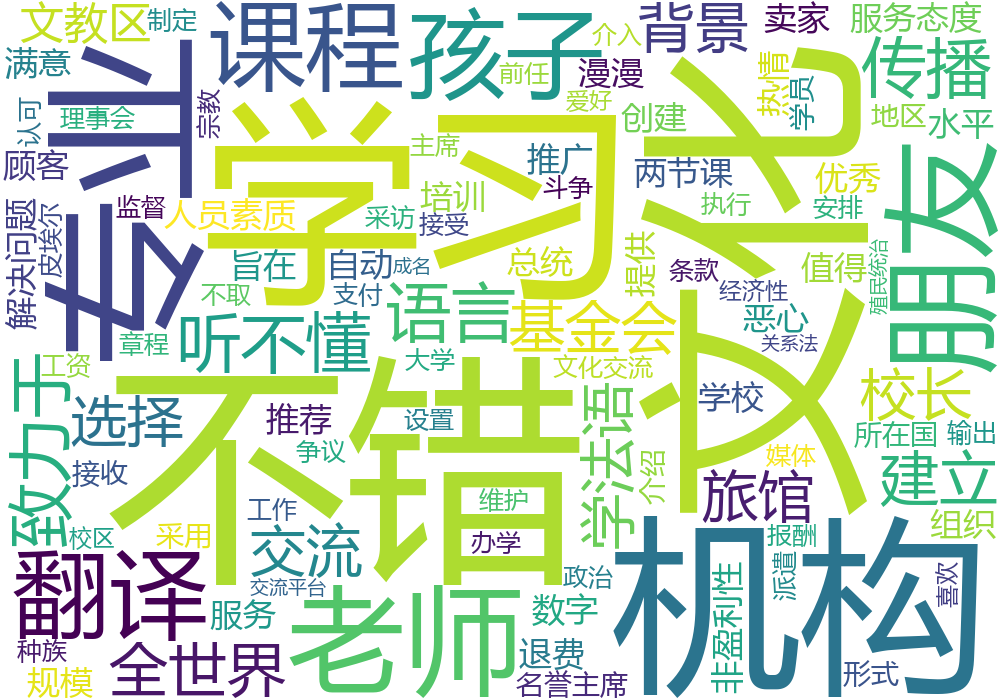 文教区
制定
课程
孩子
介入
背景
卖家
服务态度
满意
专业
宗教
前任
漫漫
热情
学员
传播
认可
理事会
爱好
创建
地区
水平
顾客
学习
主席
推广
两节课
文化
优秀
监督
人员素质
采访
培训
接受
斗争
执行
安排
朋友
解决问题
皮埃尔
旨在
自动
成名
总统
提供
条款
值得
殖民统治
不取
支付
语言
经济性
恶心
关系法
章程
听不懂
基金会
工资
大学
文化交流
致力于
选择
不错
推荐
设置
学法语
学校
校长
接收
争议
介绍
媒体
所在国
输出
旅馆
建立
维护
校区
采用
工作
交流
办学
报酬
组织
翻译
交流平台
政治
机构
派遣
非盈利性
喜欢
老师
服务
数字
种族
全世界
退费
规模
名誉主席
形式